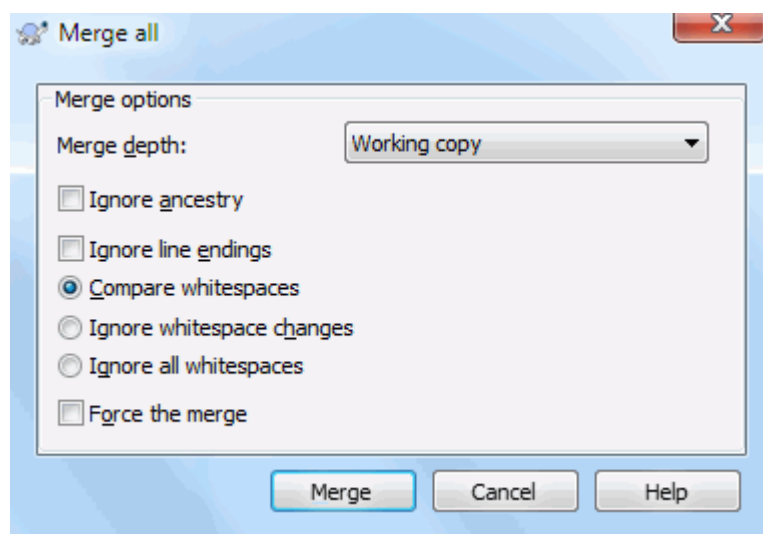 Merge all
Merge options
Merge depth: Working copy
Ignore ancestry
Ignore line endings
Compare whitespaces
Ignore whitespace changes
Ignore all whitespaces
Force the merge
Merge Cancel Help